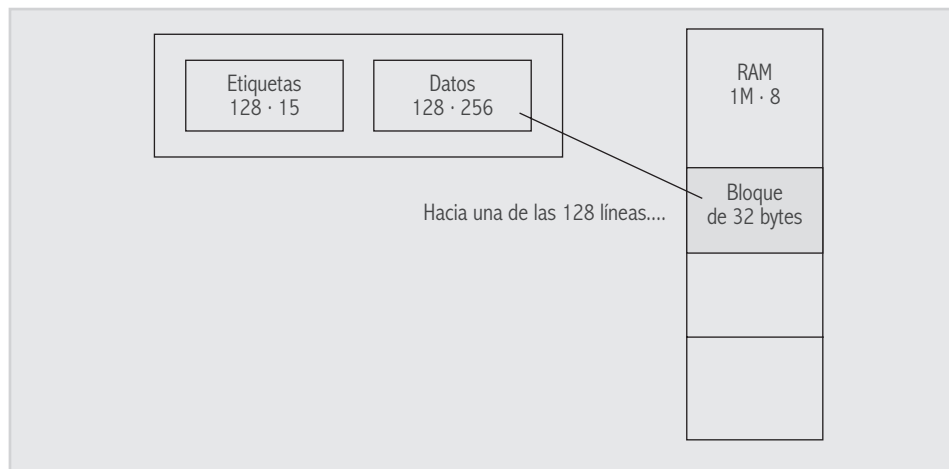 Etiquetas
128 · 15
Datos
128 · 256
RAM
1M · 8
Bloque
de 32 bytes
Hacia una de las 128 líneas....